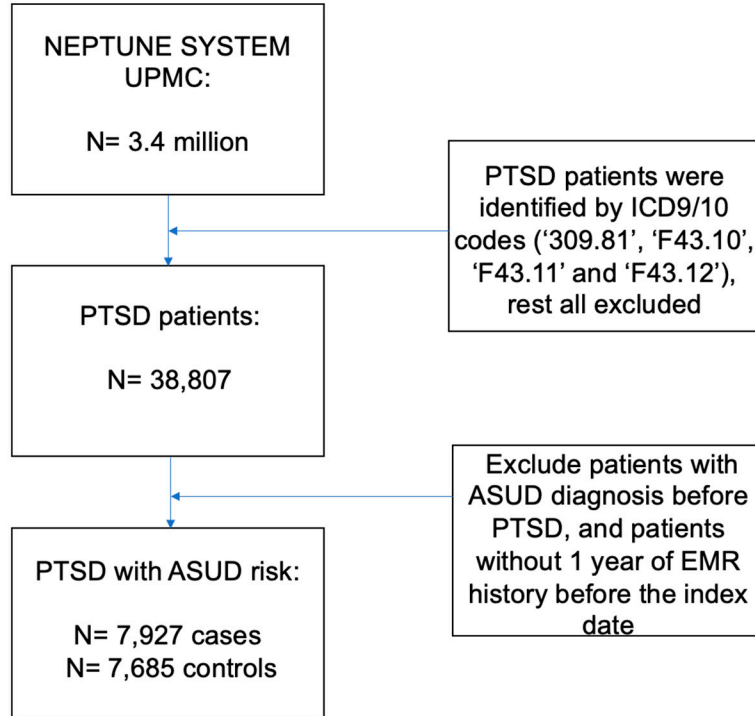 NEPTUNE SYSTEM
UPMC:
N= 3.4 million
PTSD patients were
identified by ICD9/10
codes (‘309.81’, ‘F43.10’,
‘F43.11’ and ‘F43.12’),
rest all excluded
PTSD patients:
N= 38,807
Exclude patients with
ASUD diagnosis before
PTSD, and patients
without 1 year of EMR
history before the index
date
PTSD with ASUD risk:
N= 7,927 cases
N= 7,685 controls